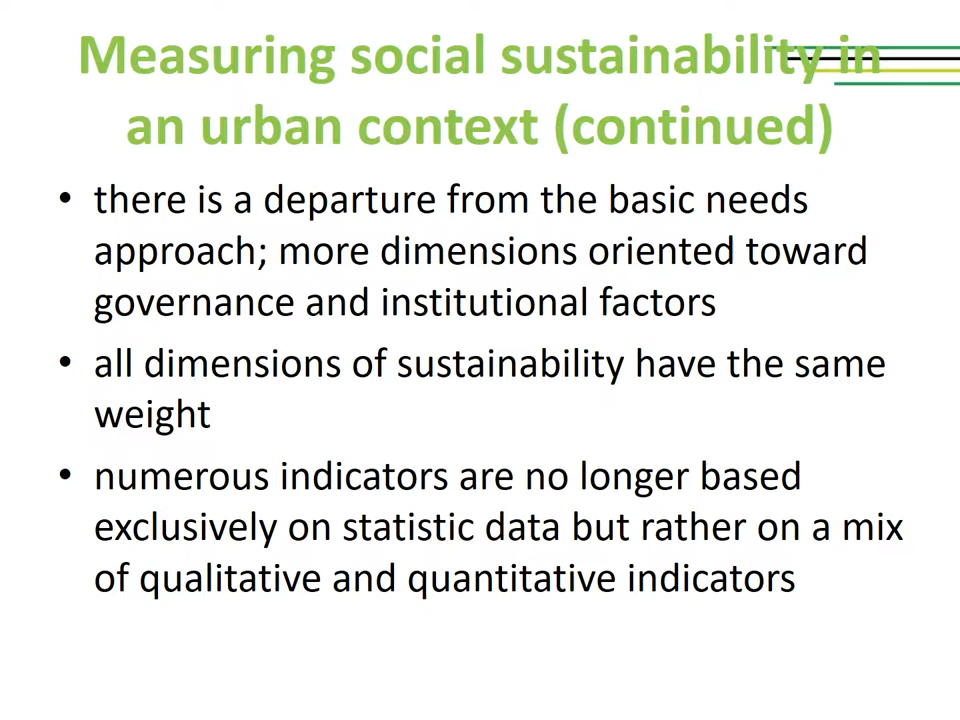 Measuring social sustainability in
an urban context (continued)
• there is a departure from the basic needs
approach; more dimensions oriented toward
governance and institutional factors
• all dimensions of sustainability have the same
weight
• numerous indicators are no longer based
exclusively on statistic data but rather on a mix
of qualitative and quantitative indicators